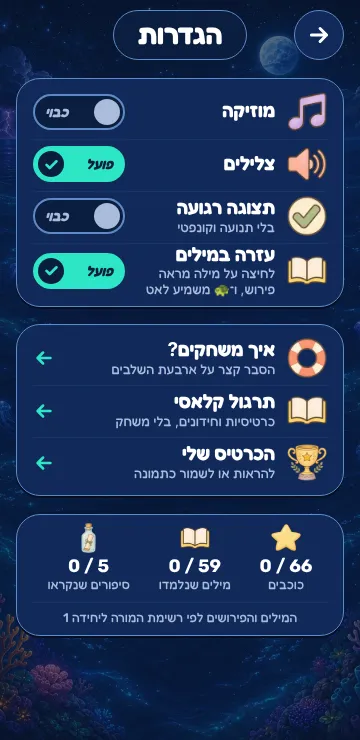 הגדרות
מוזיקה
כבוי
צלילים
פועל
תצוגה רגועה
בלי תנועה וקונפטי
כבוי
עזרה במילים
לחיצה על מילה מראה
פירוש, ו־🐢 משמיע לאט
פועל
איך משחקים?
הסבר קצר על ארבעת השלבים
תרגול קלאסי
כרטיסיות וחידונים, בלי משחק
הכרטיס שלי
להראות או לשמור כתמונה
0 / 66
כוכבים
0 / 59
מילים שנלמדו
0 / 5
סיפורים שנקראו
המילים והפירושים לפי רשימת המורה ליחידה 1